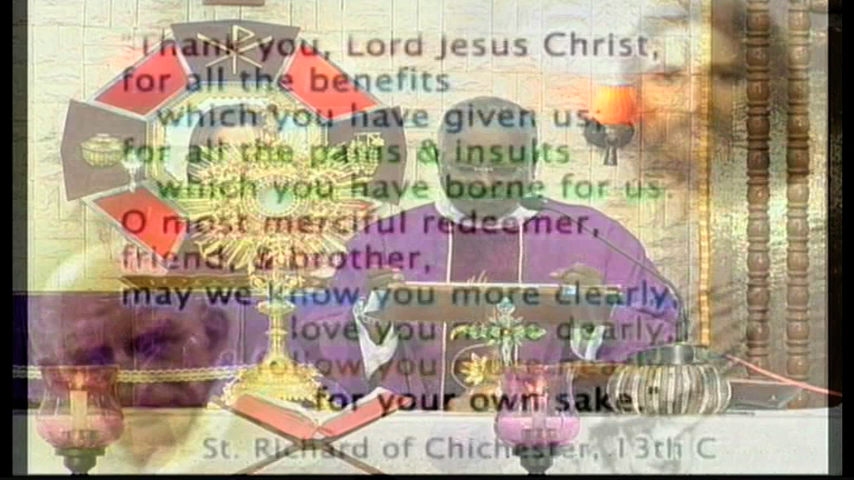 "Thank you, Lord Jesus Christ,
for all the benefits
which you have given us,
for all the pains & insults
which you have borne for us.
O most merciful redeemer,
friend, & brother,
may we know you more clearly,
love you more dearly,
& follow you more nearly,
for your own sake."
St. Richard of Chichester, 13th C